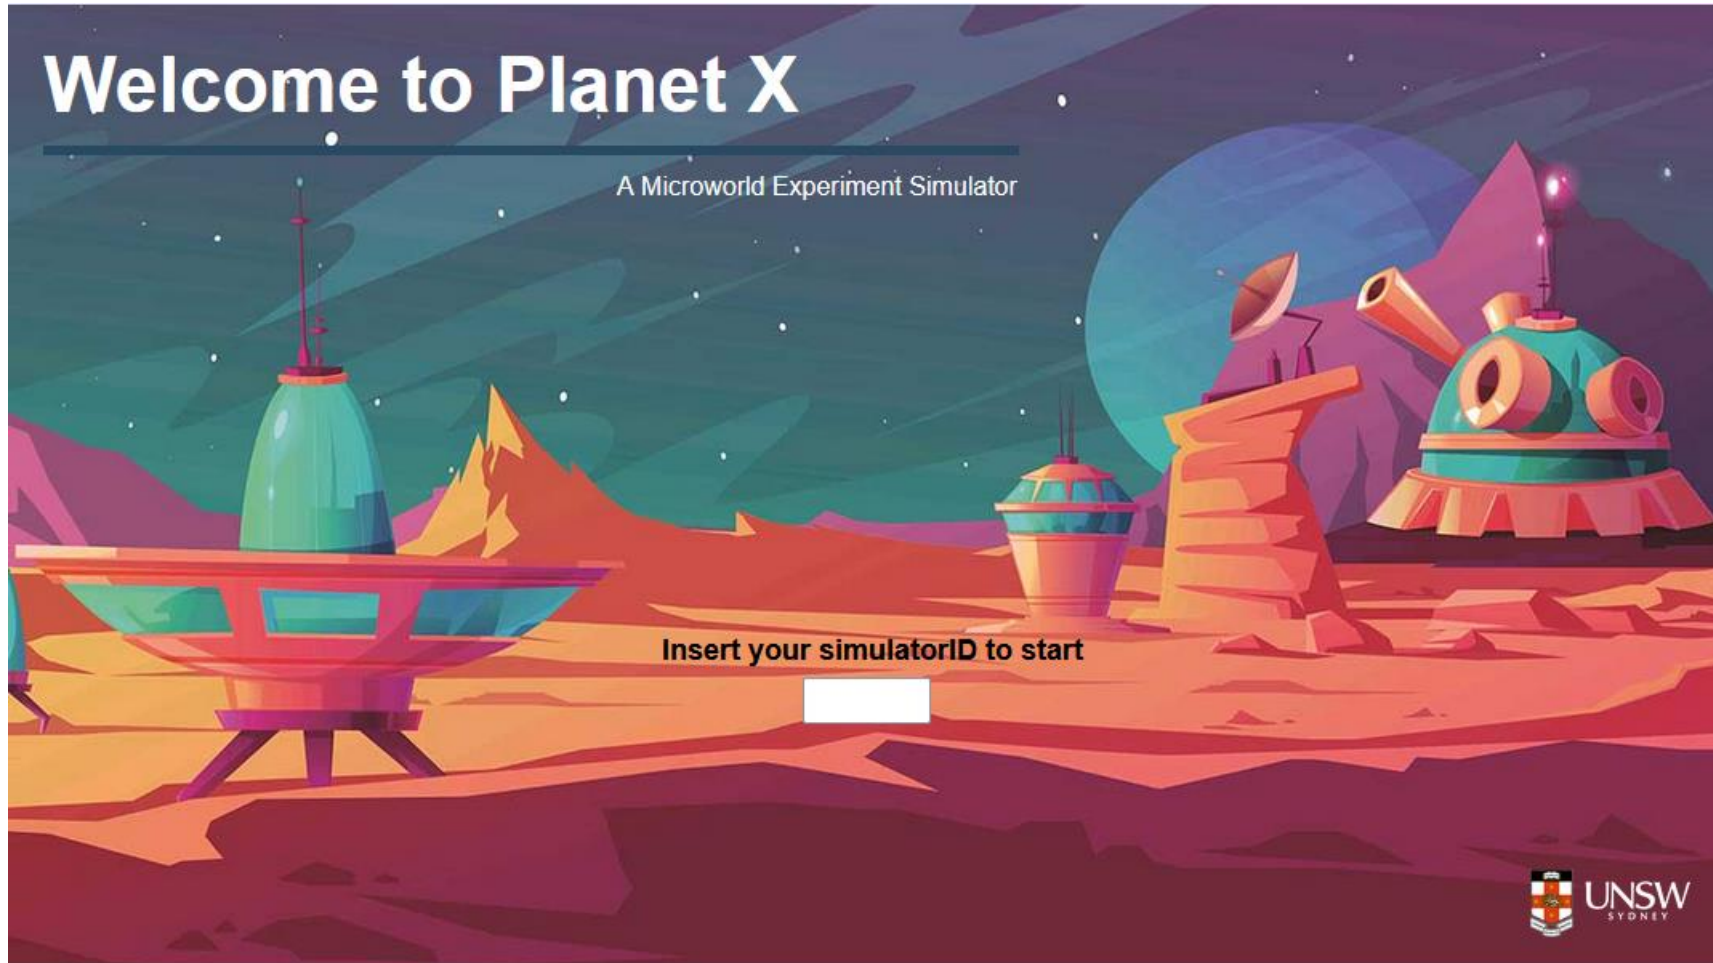 Welcome to Planet X
A Microworld Experiment Simulator
Insert your simulatorID to start
UNSW
SYDNEY